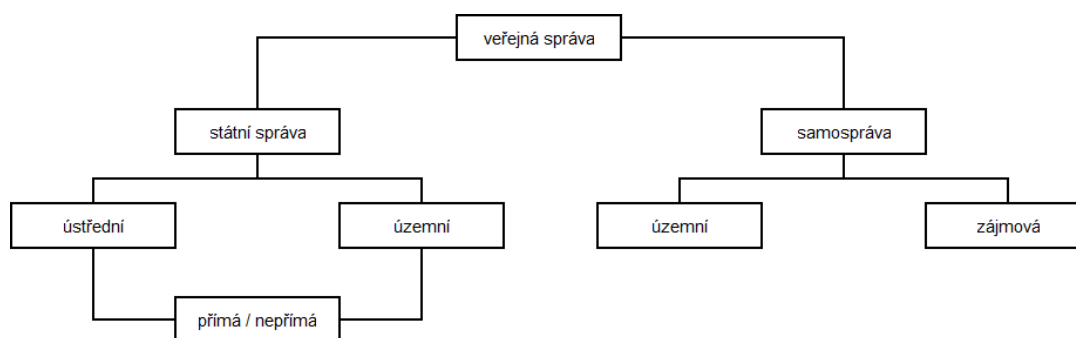 veřejná správa
státní správa
samospráva
ústřední
územní
územní
zájmová
přímá / nepřímá